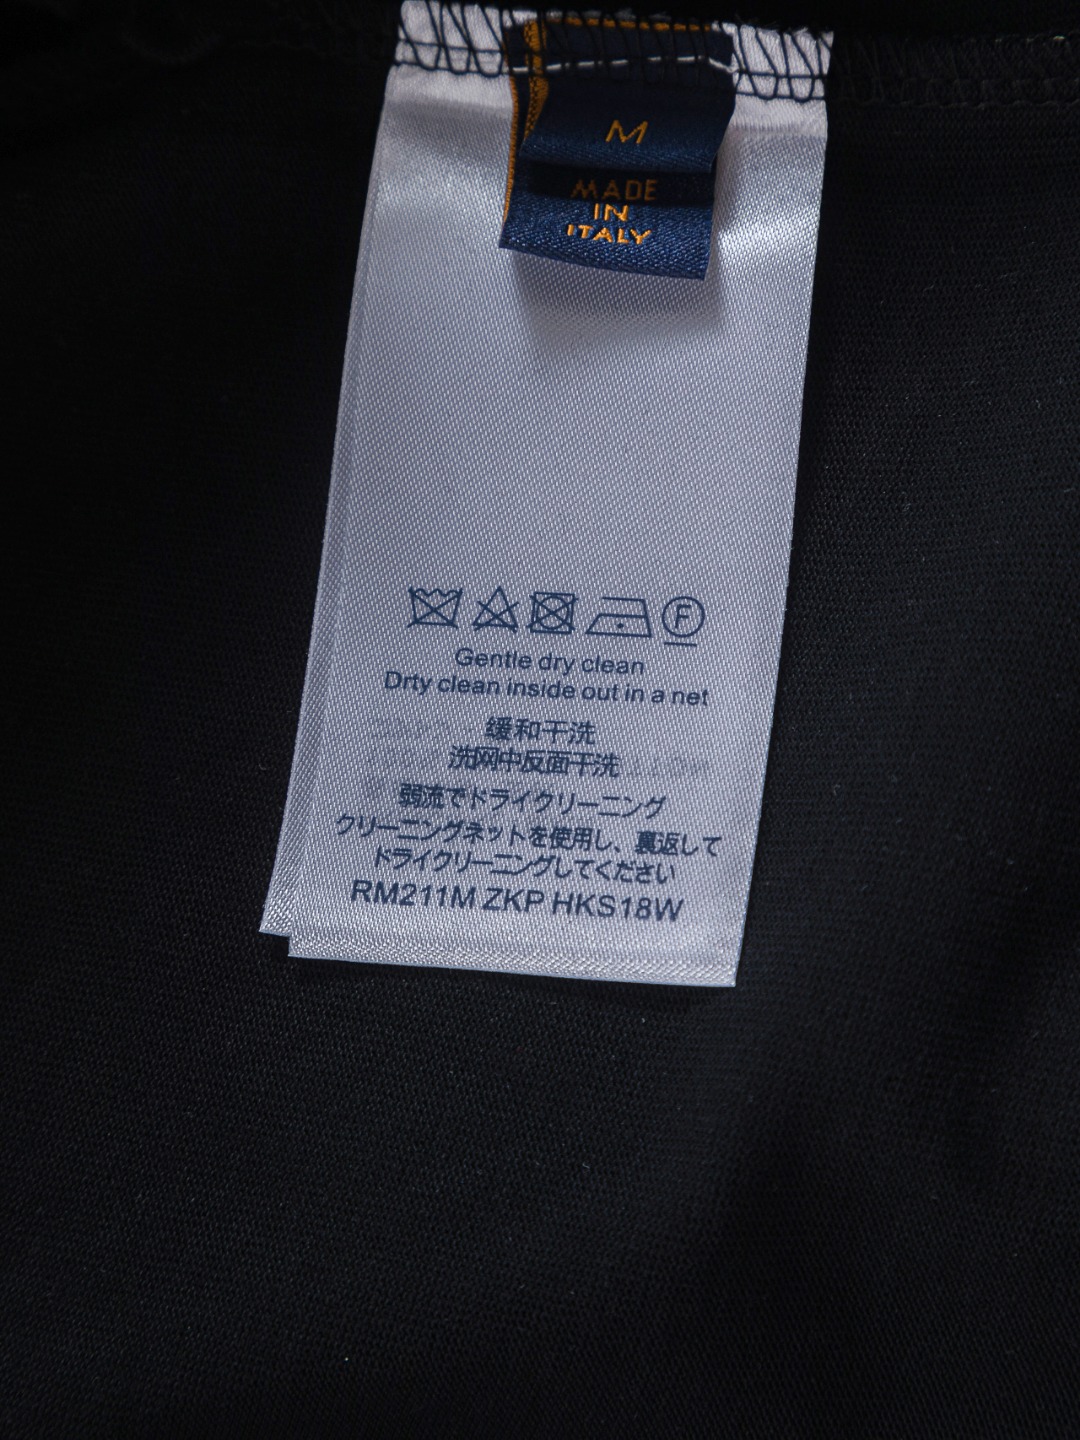 M
MADE
IN
ITALY
F
Gentle dry clean
Drty clean inside out in a net
缓和干洗
洗网中反面干洗
弱流でドライクリーニング
クリーニングネットを使用し、裏返して
ドライクリーニングしてください
RM211M ZKP HKS18W